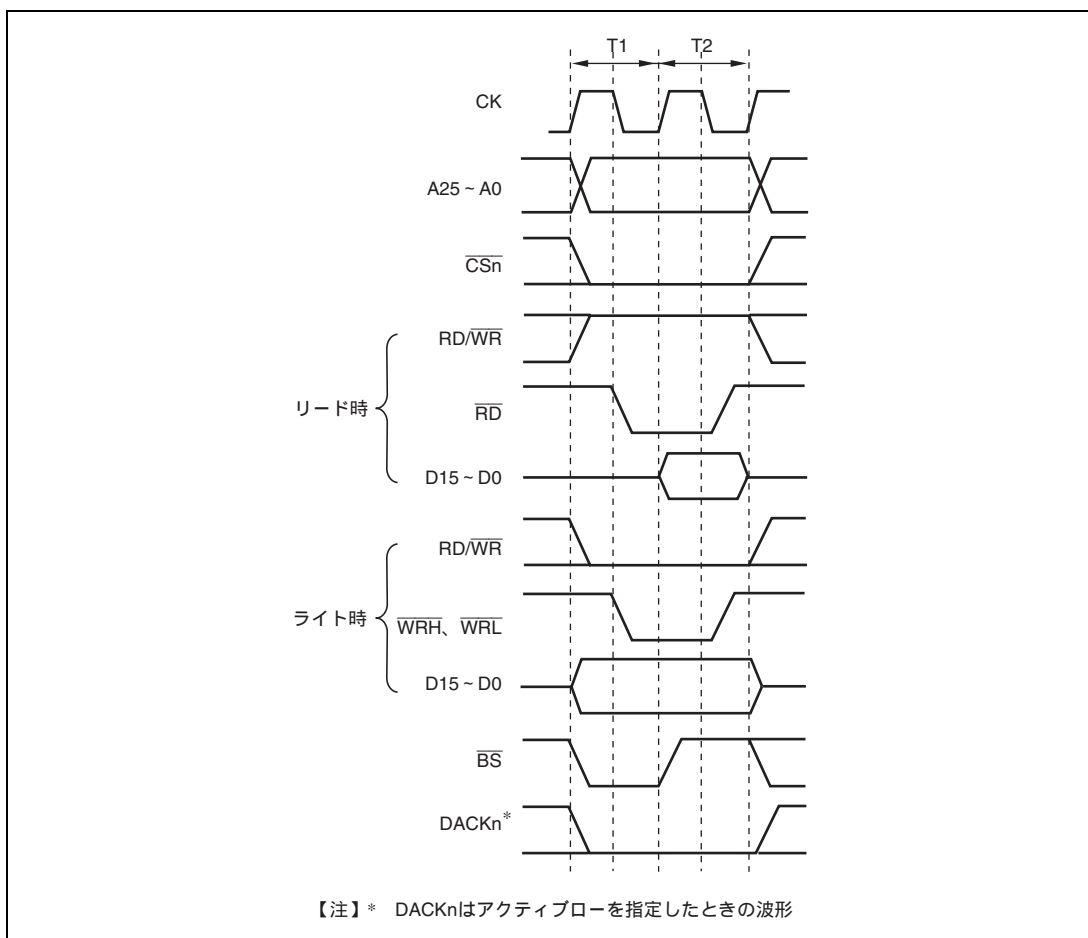 T1 T2
CK
A25 ~ A0
CSn
RD/WR
リード時
RD
D15 ~ D0
RD/WR
ライト時
WRH、WRL
D15 ~ D0
BS
DACKn*
【注】* DACKnはアクティブローを指定したときの波形